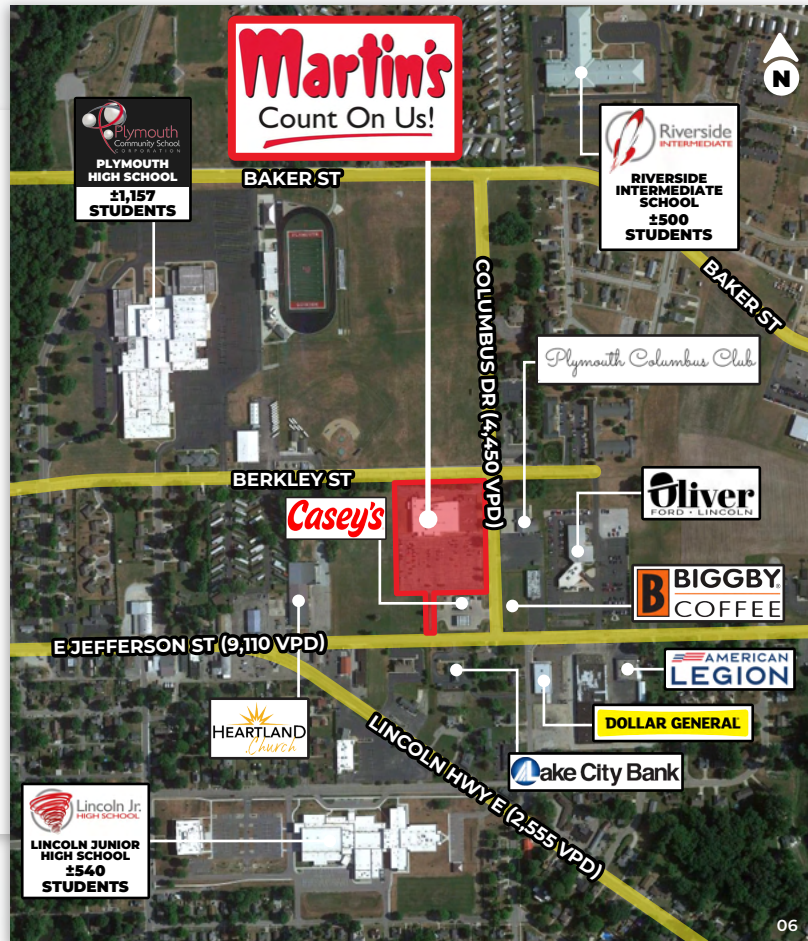 Martin's
Count On Us!
N
Plymouth
Community School
CORPORATION
PLYMOUTH
HIGH SCHOOL
±1,157
STUDENTS
Riverside
INTERMEDIATE
RIVERSIDE
INTERMEDIATE
SCHOOL
±500
STUDENTS
BAKER ST
BAKER ST
COLUMBUS DR (4,450 VPD)
Plymouth Columbus Club
BERKLEY ST
Casey's
Oliver
FORD • LINCOLN
B BIGGBY®
COFFEE
E JEFFERSON ST (9,110 VPD)
AMERICAN
LEGION
HEARTLAND
Church
DOLLAR GENERAL
LINCOLN HWY E (2,555 VPD)
Lake City Bank
Lincoln Jr.
HIGH SCHOOL
LINCOLN JUNIOR
HIGH SCHOOL
±540
STUDENTS
06